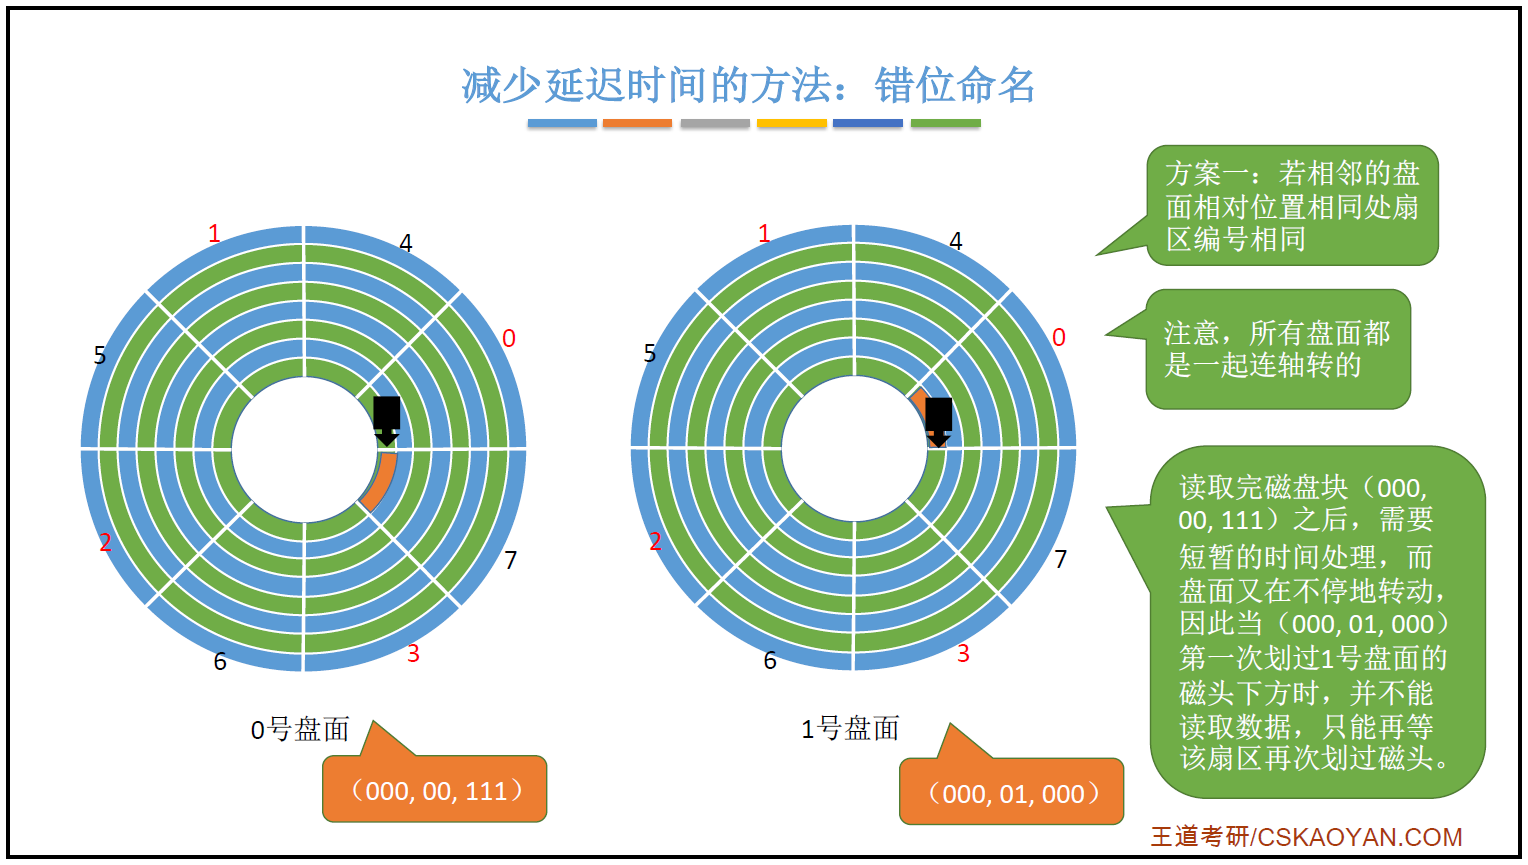 减少延迟时间的方法：错位命名
方案一：若相邻的盘
面相对位置相同处扇
区编号相同
注意，所有盘面都
是一起连轴转的
1
4
0
5
2
7
6
3
1
4
0
5
2
7
6
3
读取完磁盘块（000,
00, 111）之后，需要
短暂的时间处理，而
盘面又在不停地转动，
因此当（000, 01, 000）
第一次划过1号盘面的
磁头下方时，并不能
读取数据，只能再等
该扇区再次划过磁头。
0号盘面
1号盘面
（000, 00, 111）
（000, 01, 000）
王道考研/CSKAOYAN.COM